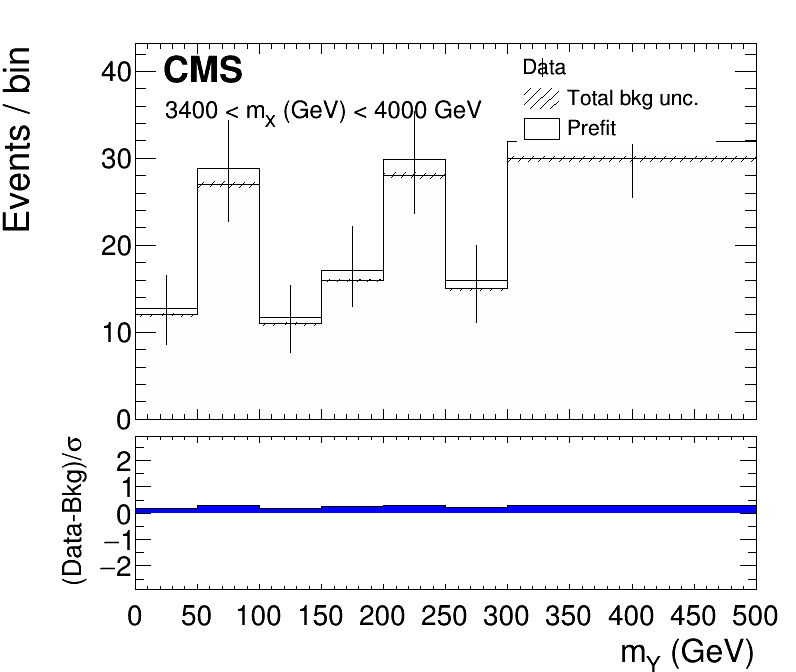 Events / bin
40
30
20
10
0
CMS
3400 < mX (GeV) < 4000 GeV
Data
Total bkg unc.
Prefit
(Data-Bkg)/σ
2
1
0
−1
−2
0 50 100 150 200 250 300 350 400 450 500
mY (GeV)